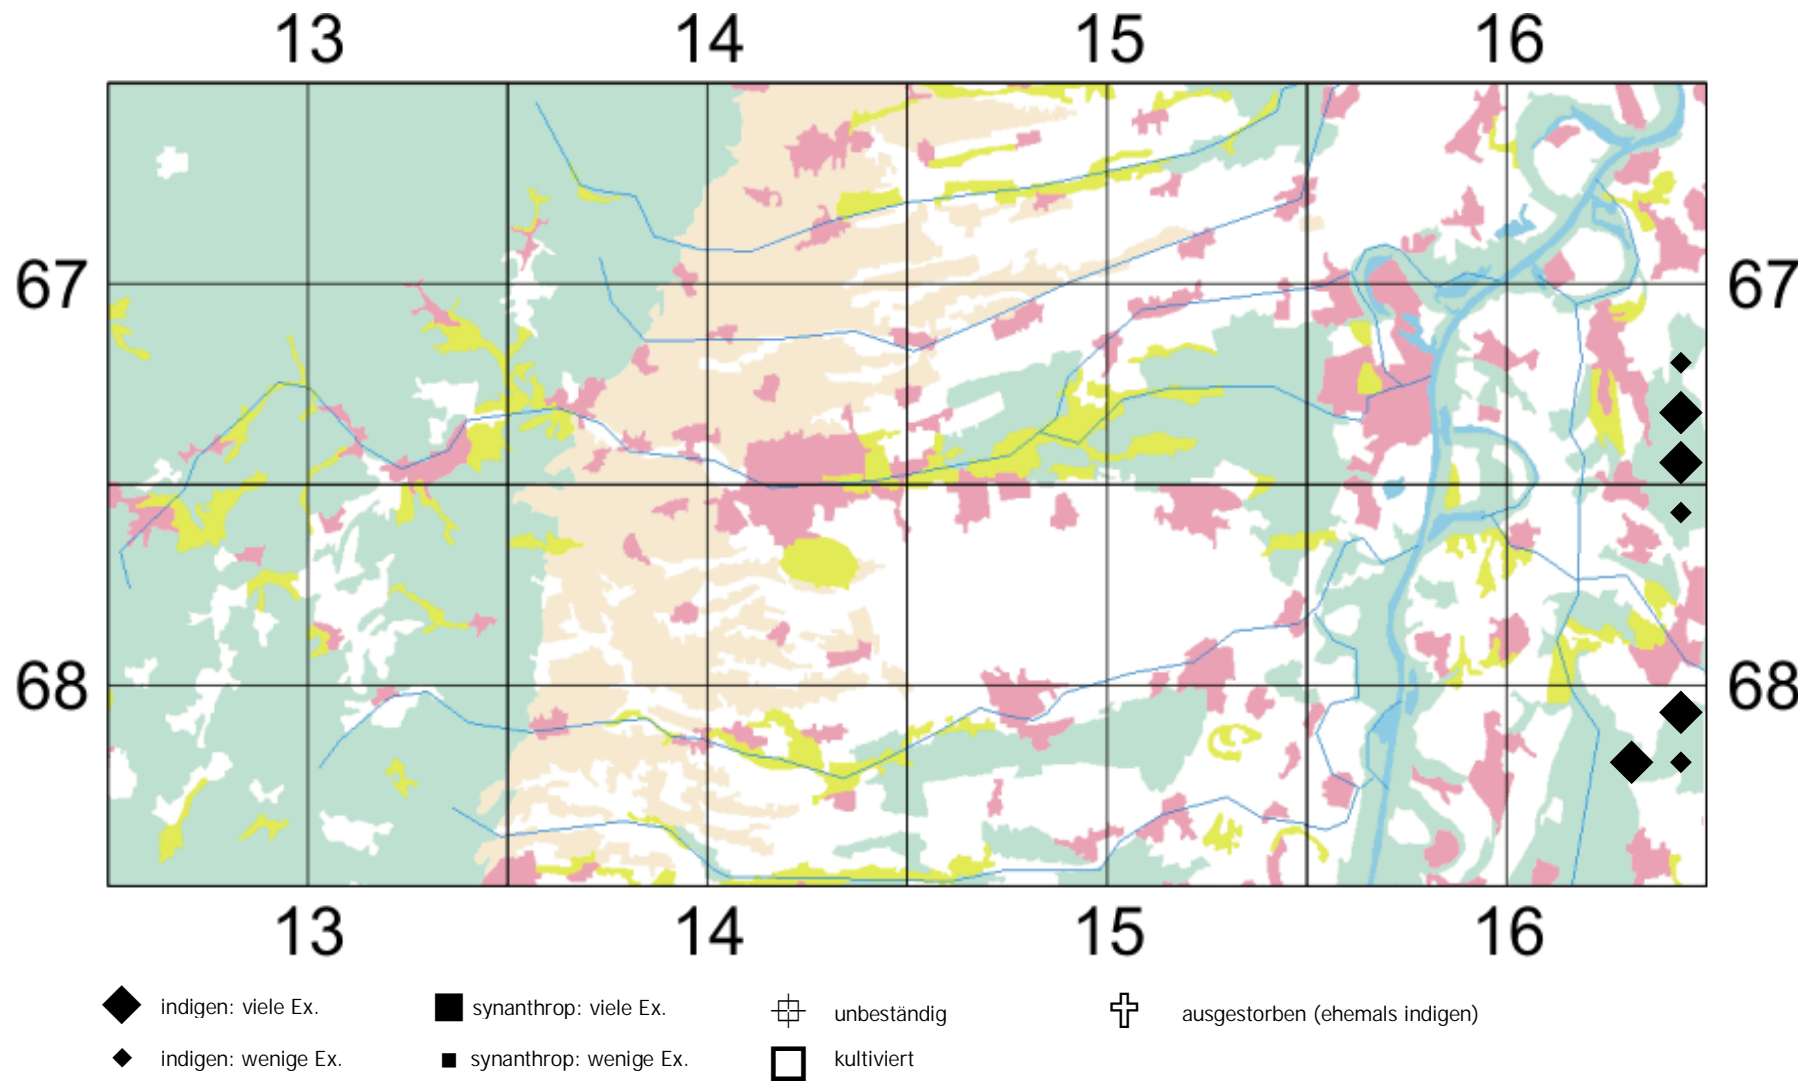 13 14 15 16
67 67
68 68
13 14 15 16
indigen: viele Ex. synanthrop: viele Ex. unbeständig ausgestorben (ehemals indigen)
indigen: wenige Ex. synanthrop: wenige Ex. kultiviert